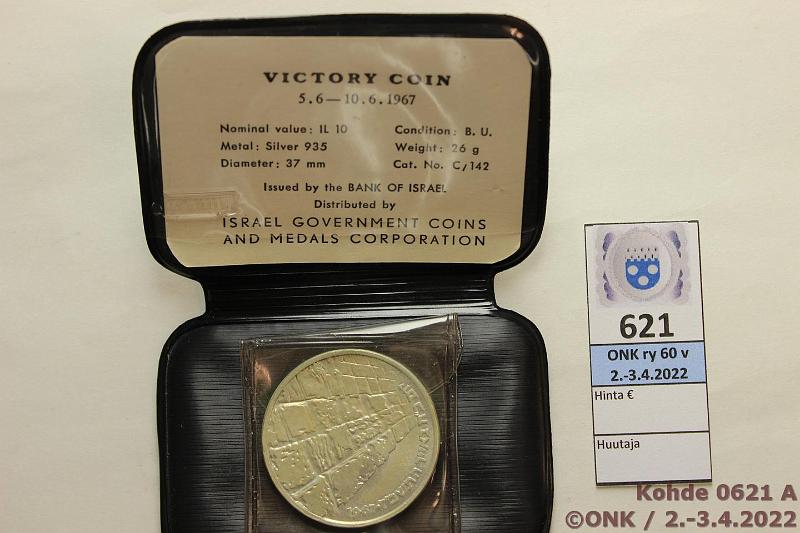 VICTORY COIN
5.6—10.6.1967
Nominal value: IL 10 Condition: B. U.
Metal: Silver 935 Weight: 26 g
Diameter: 37 mm Cat. No. C/142
Issued by the BANK OF ISRAEL
Distributed by
ISRAEL GOVERNMENT COINS
AND MEDALS CORPORATION
621
ONK ry 60 v
2.-3.4.2022
Hinta €
Huutaja
Kohde 0621 A
©ONK / 2.-3.4.2022